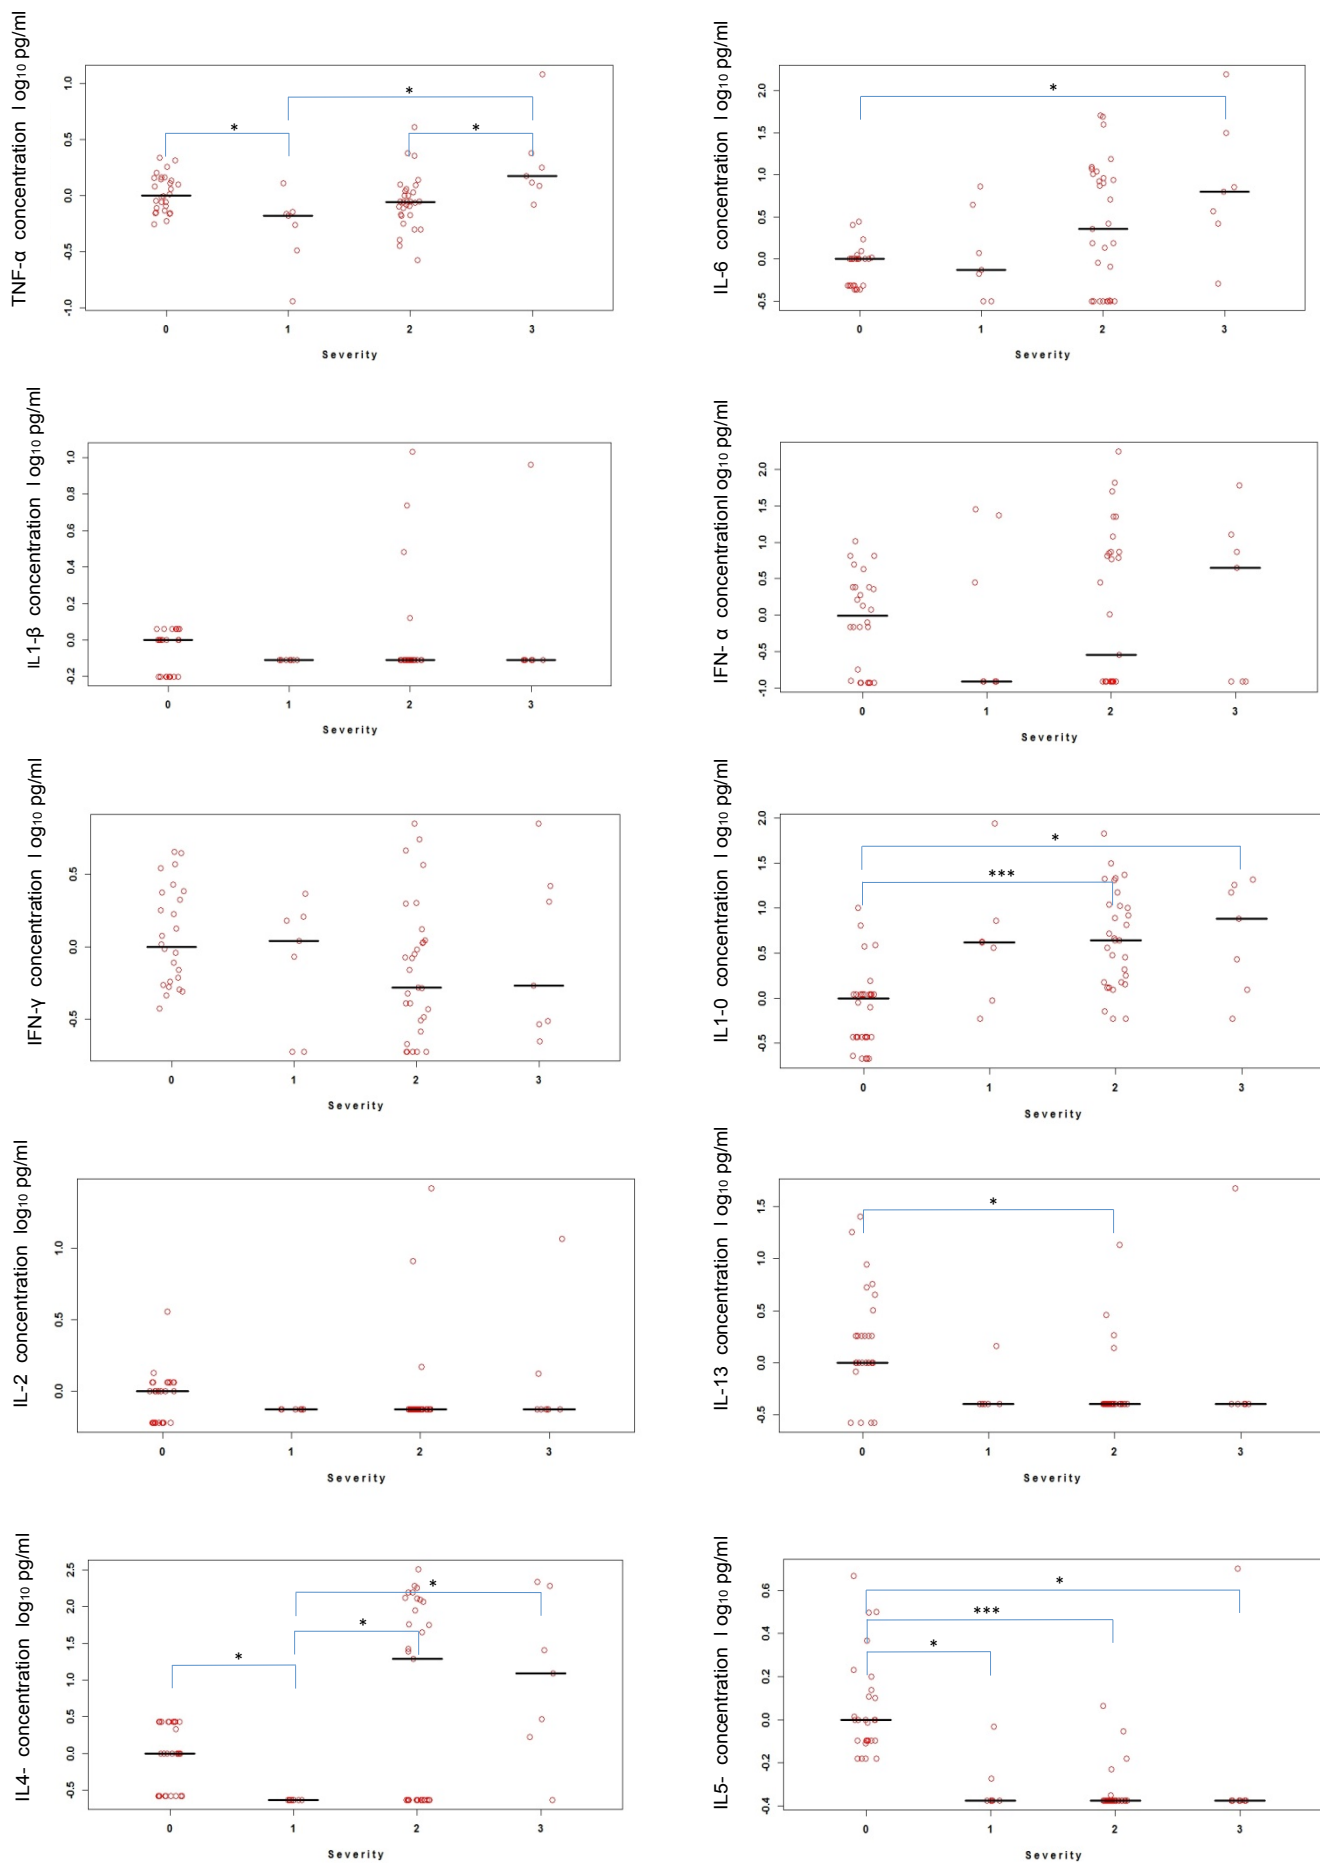 TNF-α concentration l og10 pg/ml
1.0
0.5
0.0
-0.5
-1.0
*
*
*
0 1 2 3
Severity
IL-6 concentration l og10 pg/ml
2.0
1.5
1.0
0.5
0.0
-0.5
*
0 1 2 3
Severity
IL1-β concentration l og10 pg/ml
1.0
0.8
0.6
0.4
0.2
0.0
-0.2
0 1 2 3
Severity
IFN- α concentrationl og10 pg/ml
2.0
1.5
1.0
0.5
0.0
-0.5
-1.0
0 1 2 3
Severity
IFN-γ concentration l og10 pg/ml
0.5
0.0
-0.5
0 1 2 3
Severity
IL1-0 concentration l og10 pg/ml
2.0
1.5
1.0
0.5
0.0
-0.5
*
***
0 1 2 3
Severity
IL-2 concentration log10 pg/ml
1.0
0.5
0.0
0 1 2 3
Severity
IL-13 concentration l og10 pg/ml
1.5
1.0
0.5
0.0
-0.5
*
0 1 2 3
Severity
IL4- concentration log10 pg/ml
2.5
2.0
1.5
1.0
0.5
0.0
-0.5
*
*
*
0 1 2 3
Severity
IL5- concentration l og10 pg/ml
0.6
0.4
0.2
0.0
-0.2
-0.4
*
***
*
0 1 2 3
Severity